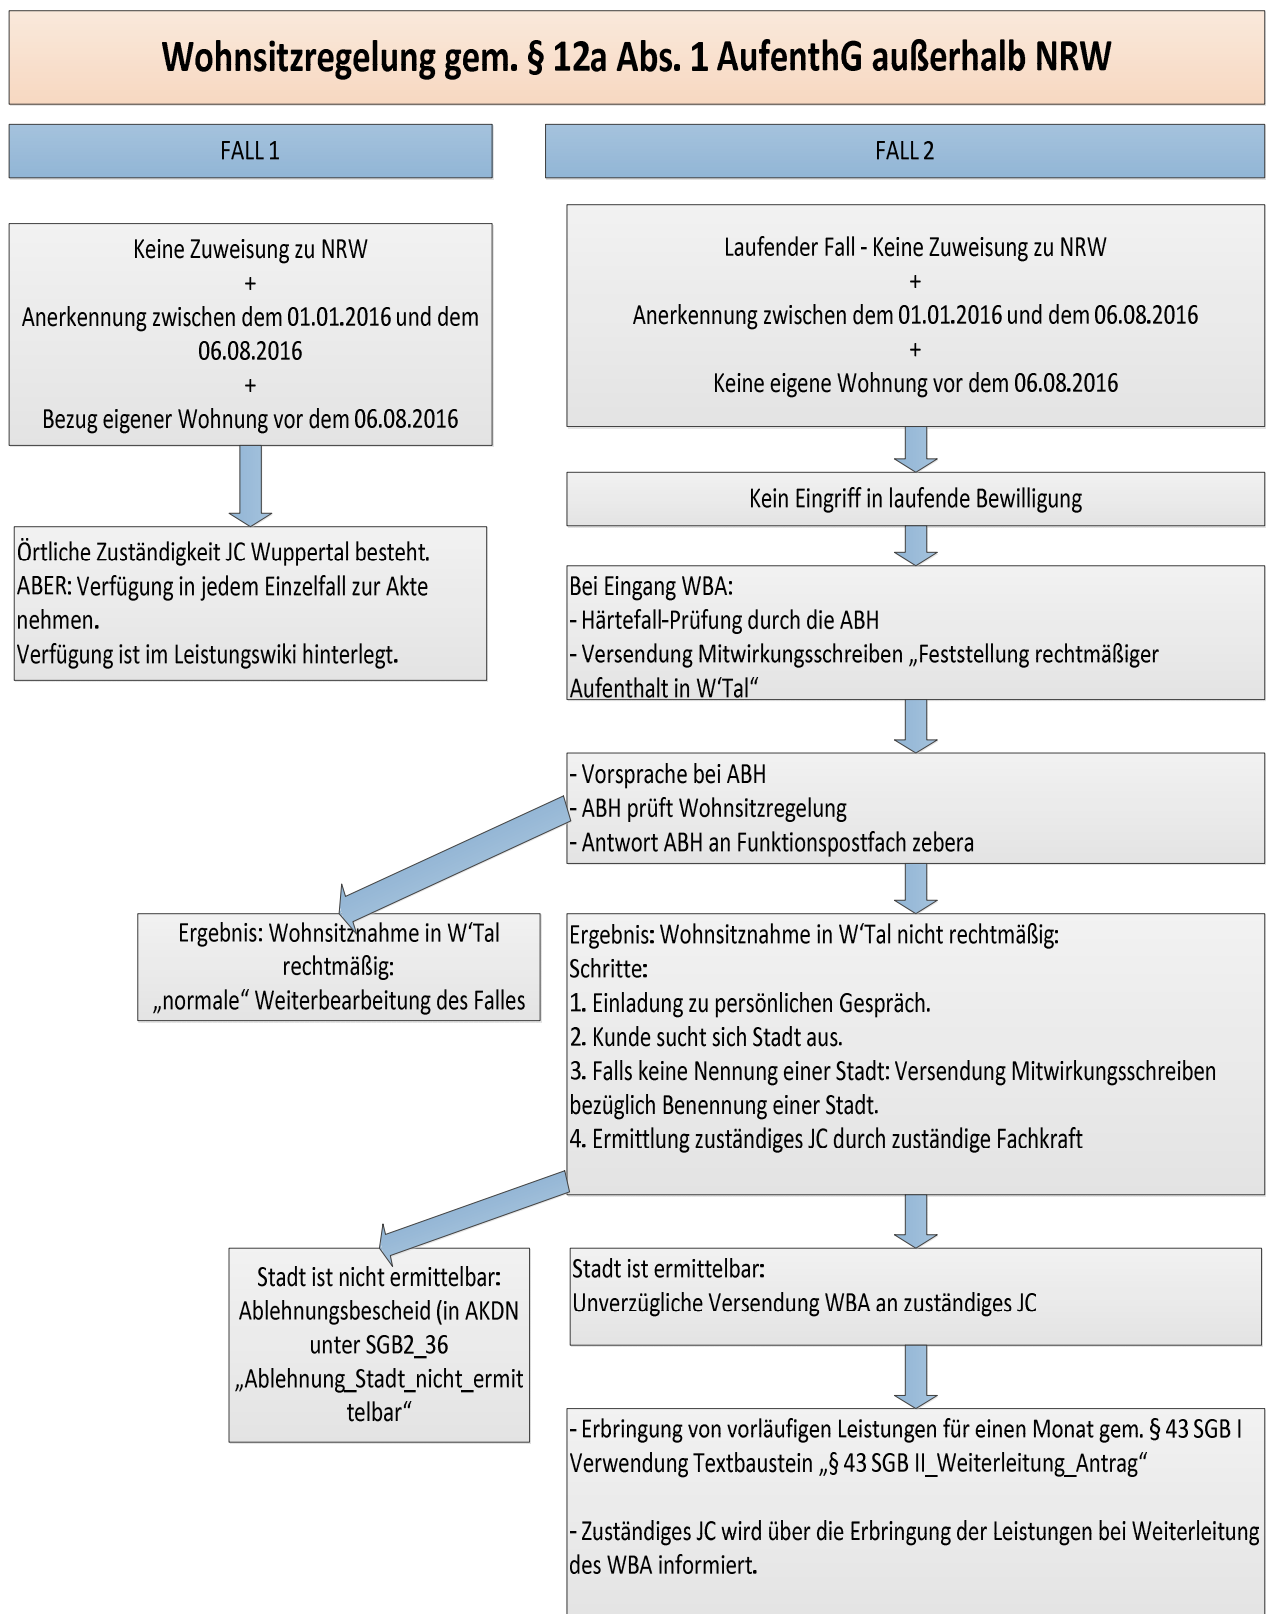 Wohnsitzregelung gem. § 12a Abs. 1 AufenthG außerhalb NRW
FALL 1
Keine Zuweisung zu NRW
+
Anerkennung zwischen dem 01.01.2016 und dem
06.08.2016
+
Bezug eigener Wohnung vor dem 06.08.2016
Örtliche Zuständigkeit JC Wuppertal besteht.
ABER: Verfügung in jedem Einzelfall zur Akte
nehmen.
Verfügung ist im Leistungswiki hinterlegt.
FALL 2
Laufender Fall - Keine Zuweisung zu NRW
+
Anerkennung zwischen dem 01.01.2016 und dem 06.08.2016
+
Keine eigene Wohnung vor dem 06.08.2016
Kein Eingriff in laufende Bewilligung
Bei Eingang WBA:
- Härtefall-Prüfung durch die ABH
- Versendung Mitwirkungsschreiben „Feststellung rechtmäßiger
Aufenthalt in W‘Tal“
- Vorsprache bei ABH
- ABH prüft Wohnsitzregelung
- Antwort ABH an Funktionspostfach zebera
Ergebnis: Wohnsitznahme in W‘Tal
rechtmäßig:
„normale“ Weiterbearbeitung des Falles
Ergebnis: Wohnsitznahme in W‘Tal nicht rechtmäßig:
Schritte:
1. Einladung zu persönlichen Gespräch.
2. Kunde sucht sich Stadt aus.
3. Falls keine Nennung einer Stadt: Versendung Mitwirkungsschreiben
bezüglich Benennung einer Stadt.
4. Ermittlung zuständiges JC durch zuständige Fachkraft
Stadt ist nicht ermittelbar:
Ablehnungsbescheid (in AKDN
unter SGB2_36
„Ablehnung_Stadt_nicht_ermit
telbar“
Stadt ist ermittelbar:
Unverzügliche Versendung WBA an zuständiges JC
- Erbringung von vorläufigen Leistungen für einen Monat gem. § 43 SGB I
Verwendung Textbaustein „§ 43 SGB II_Weiterleitung_Antrag“
- Zuständiges JC wird über die Erbringung der Leistungen bei Weiterleitung
des WBA informiert.